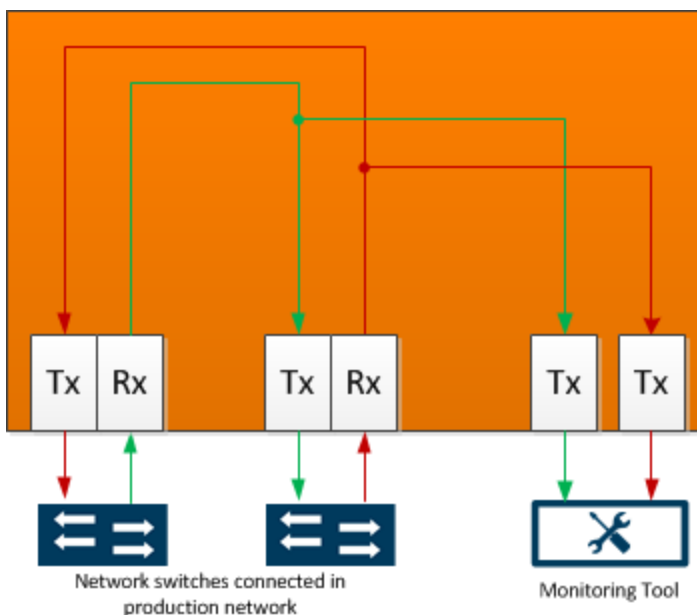 Tx Rx Tx Rx Tx Tx
Network switches connected in
production network
Monitoring Tool